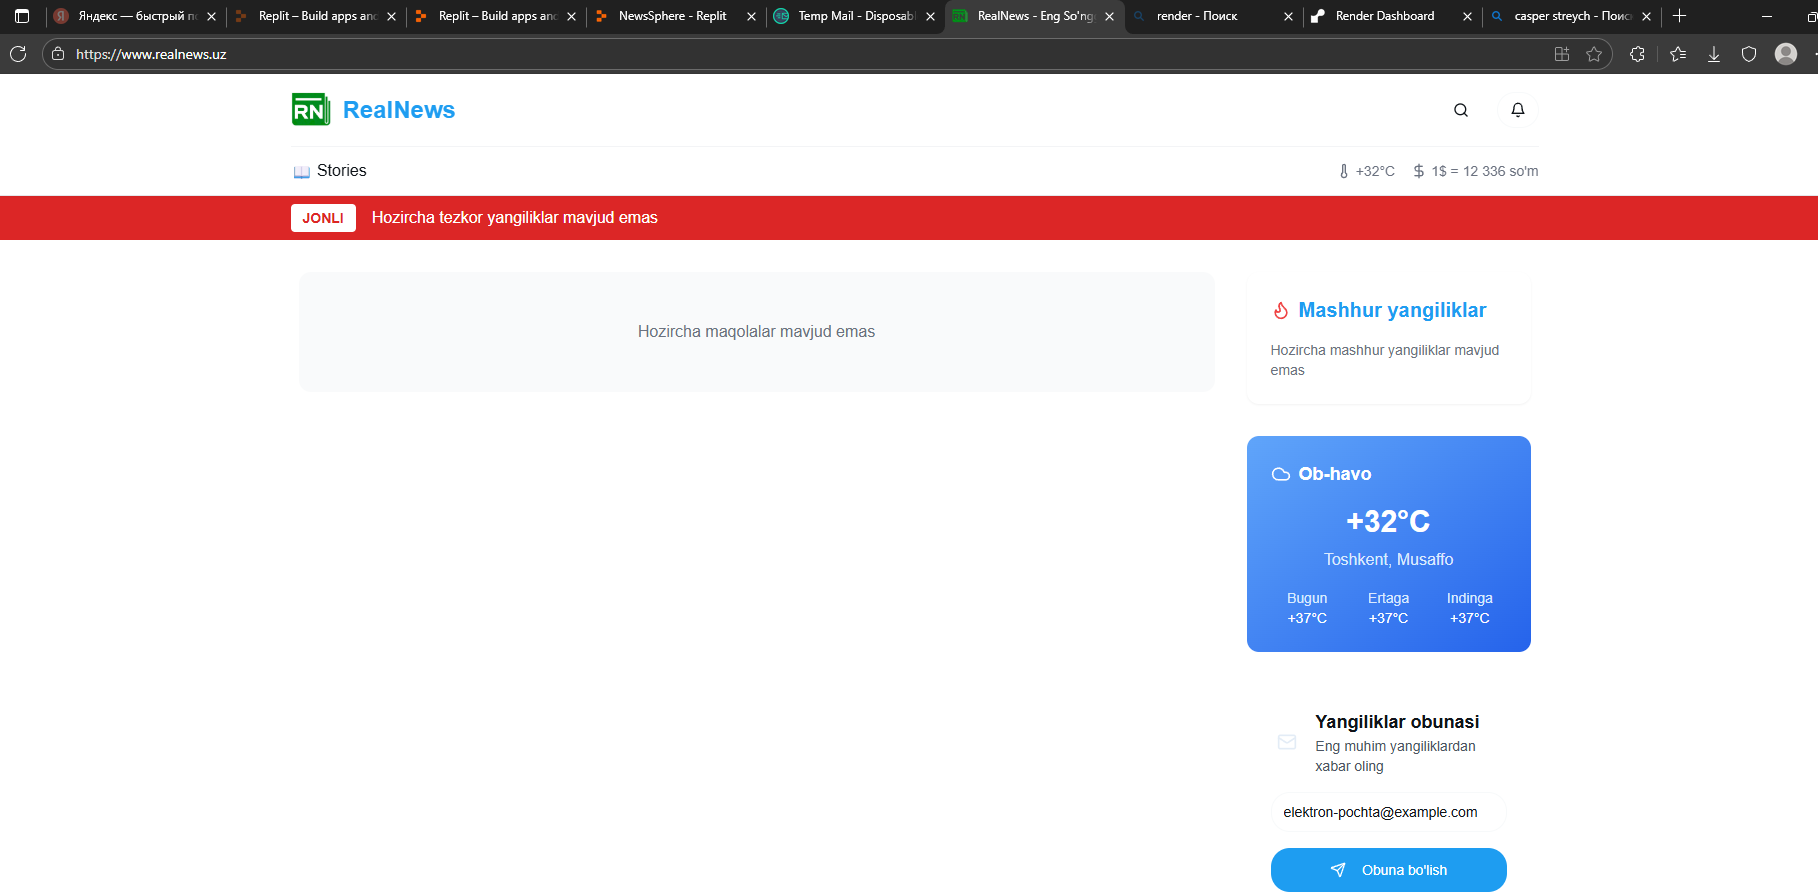 Яндекс — быстрый п
Replit – Build apps and
Replit – Build apps and
NewsSphere - Replit
Temp Mail - Disposabl
RealNews - Eng So'ng
render - Поиск
Render Dashboard
casper streych - Поис
https://www.realnews.uz
RN RealNews
Stories
+32°C
1$ = 12 336 so'm
JONLI
Hozircha tezkor yangiliklar mavjud emas
Hozircha maqolalar mavjud emas
Mashhur yangiliklar
Hozircha mashhur yangiliklar mavjud
emas
Ob-havo
+32°C
Toshkent, Musaffo
Bugun Ertaga Indinga
+37°C +37°C +37°C
Yangiliklar obunasi
Eng muhim yangiliklardan
xabar oling
elektron-pochta@example.com
Obuna bo'lish